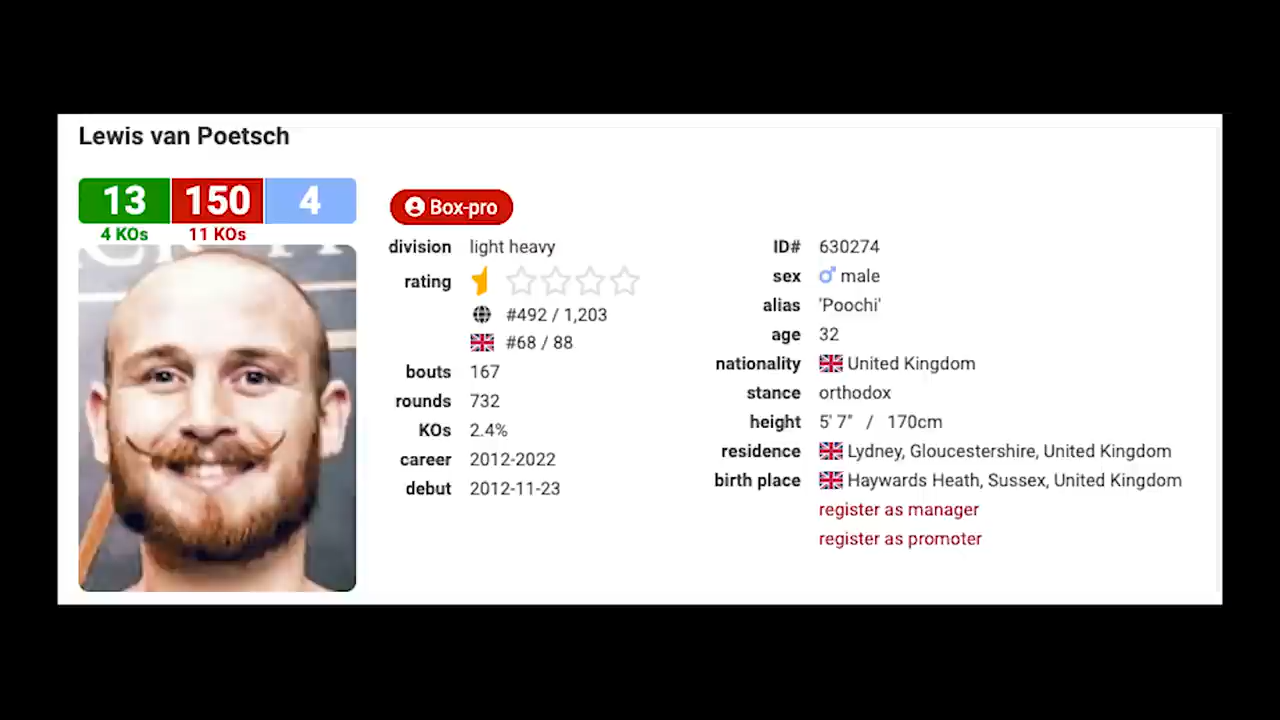 Lewis van Poetsch
13 150 4
4 KOs 11 KOs
Box-pro
division light heavy
rating
#492 / 1,203
#68 / 88
bouts 167
rounds 732
KOs 2.4%
career 2012-2022
debut 2012-11-23
ID# 630274
sex ♂ male
alias 'Poochi'
age 32
nationality United Kingdom
stance orthodox
height 5' 7" / 170cm
residence Lydney, Gloucestershire, United Kingdom
birth place Haywards Heath, Sussex, United Kingdom
register as manager
register as promoter